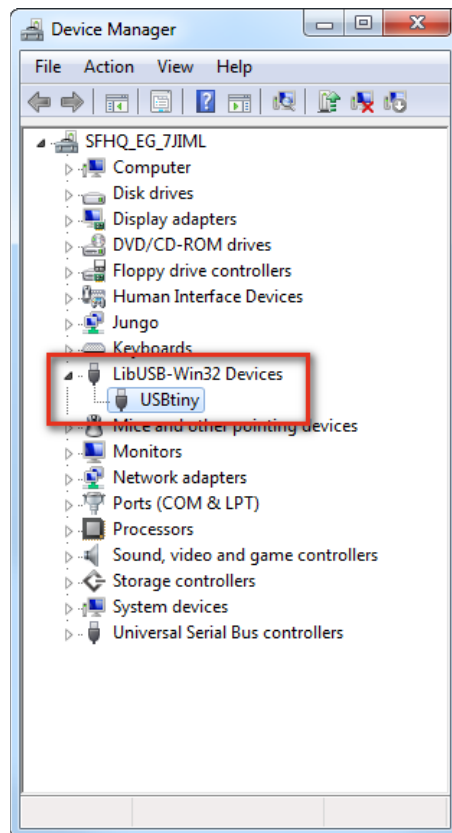 Device Manager
File Action View Help
SFHQ_EG_7JIML
Computer
Disk drives
Display adapters
DVD/CD-ROM drives
Floppy drive controllers
Human Interface Devices
Jungo
Keyboards
LibUSB-Win32 Devices
USBtiny
Mice and other pointing devices
Monitors
Network adapters
Ports (COM & LPT)
Processors
Sound, video and game controllers
Storage controllers
System devices
Universal Serial Bus controllers